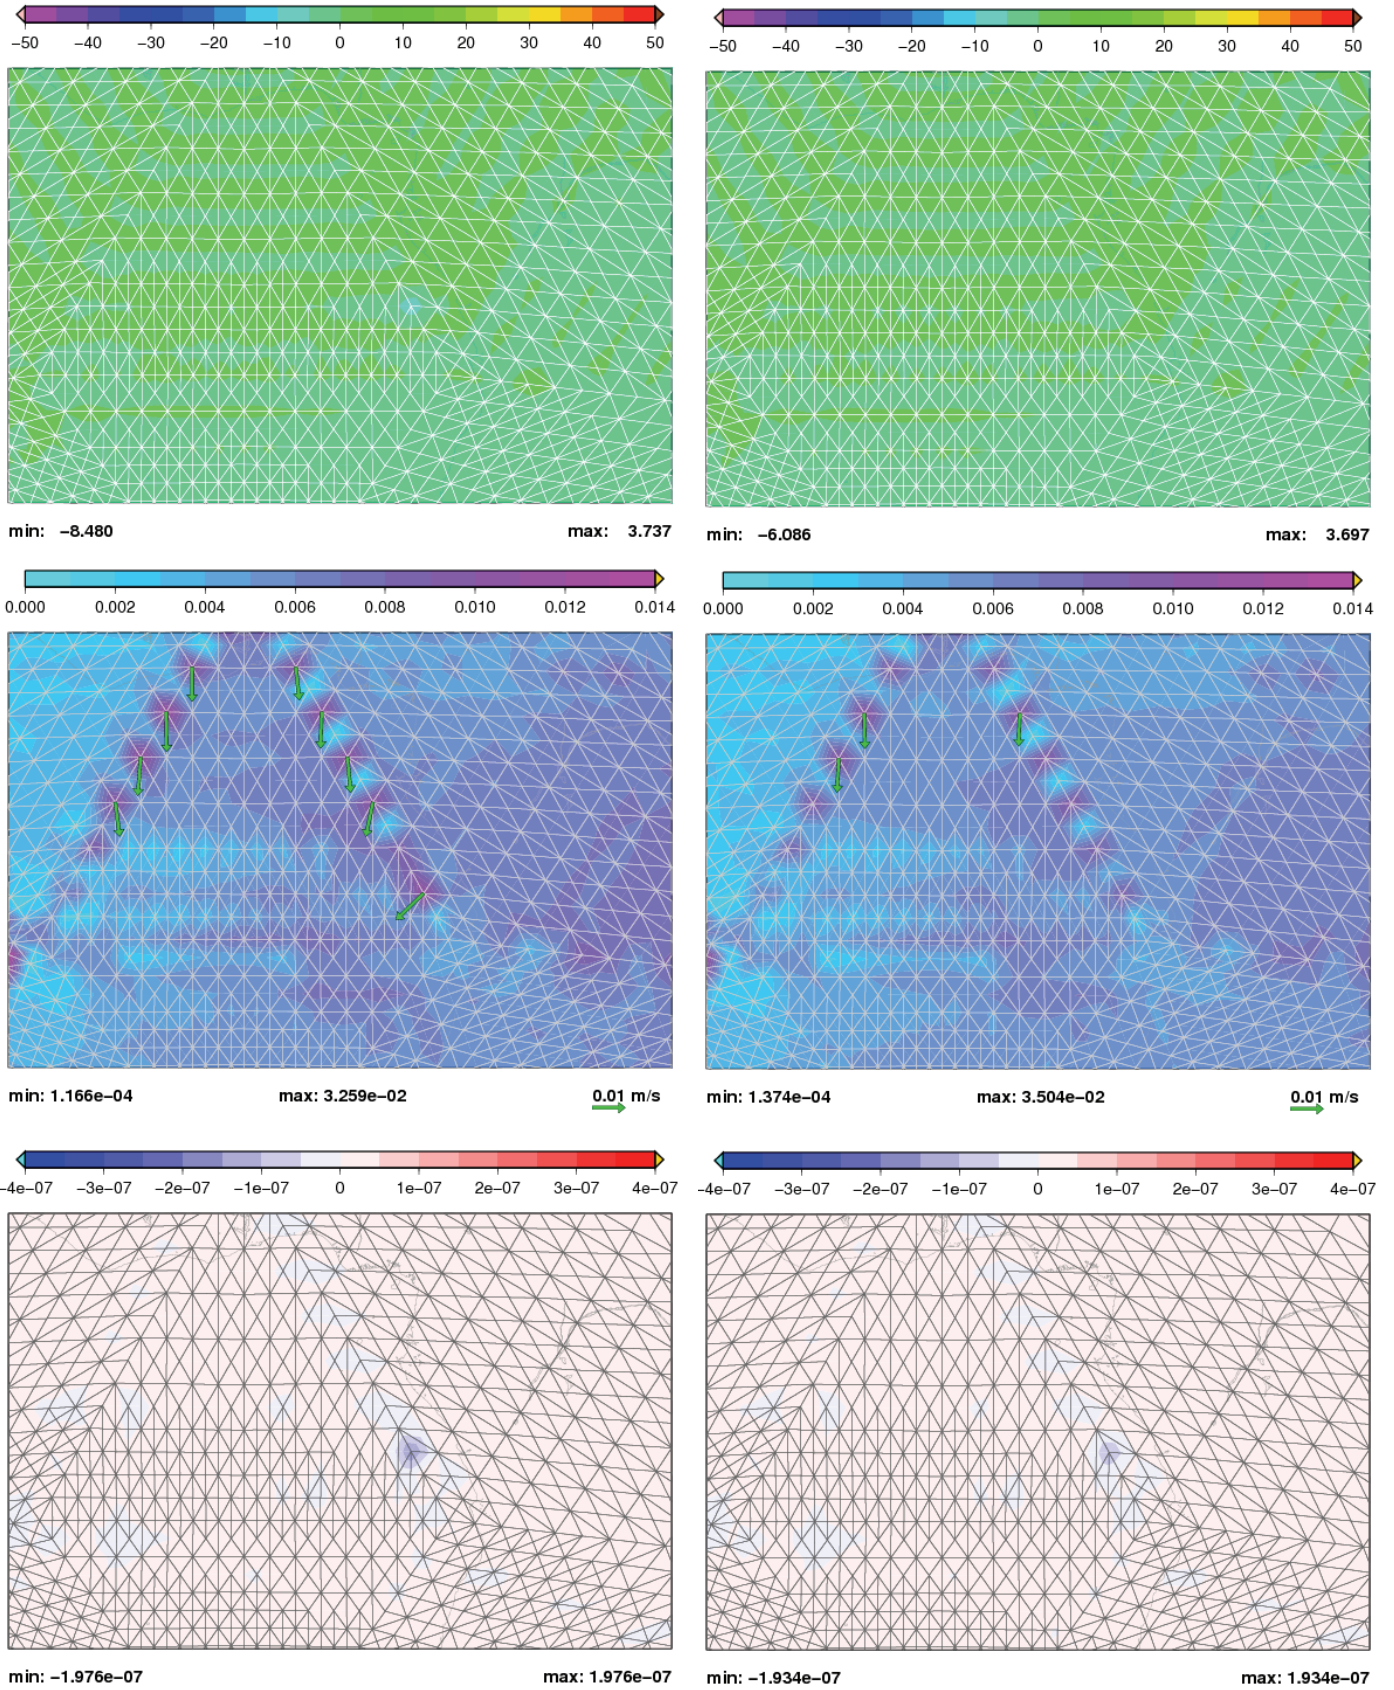 −50 −40 −30 −20 −10 0 10 20 30 40 50
−50 −40 −30 −20 −10 0 10 20 30 40 50
min: −8.480 max: 3.737
min: −6.086 max: 3.697
0.000 0.002 0.004 0.006 0.008 0.010 0.012 0.014
0.000 0.002 0.004 0.006 0.008 0.010 0.012 0.014
min: 1.166e−04 max: 3.259e−02 0.01 m/s
min: 1.374e−04 max: 3.504e−02 0.01 m/s
−4e−07 −3e−07 −2e−07 −1e−07 0 1e−07 2e−07 3e−07 4e−07
−4e−07 −3e−07 −2e−07 −1e−07 0 1e−07 2e−07 3e−07 4e−07
min: −1.976e−07 max: 1.976e−07
min: −1.934e−07 max: 1.934e−07